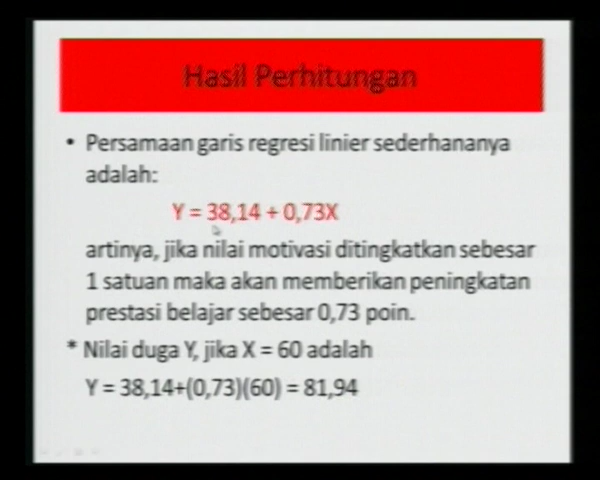 Hasil Perhitungan
• Persamaan garis regresi linier sederhananya
adalah:
Y = 38,14 + 0,73X
artinya, jika nilai motivasi ditingkatkan sebesar
1 satuan maka akan memberikan peningkatan
prestasi belajar sebesar 0,73 poin.
* Nilai duga Y, jika X = 60 adalah
Y = 38,14+(0,73)(60) = 81,94